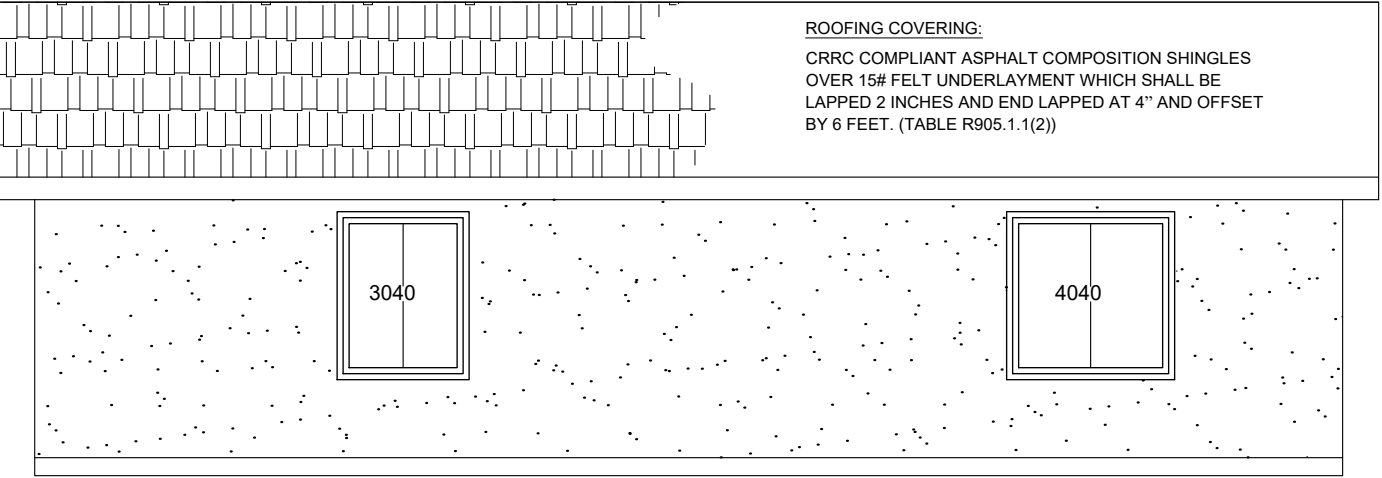 ROOFING COVERING:
CRRC COMPLIANT ASPHALT COMPOSITION SHINGLES
OVER 15# FELT UNDERLAYMENT WHICH SHALL BE
LAPPED 2 INCHES AND END LAPPED AT 4” AND OFFSET
BY 6 FEET. (TABLE R905.1.1(2))
3040
4040